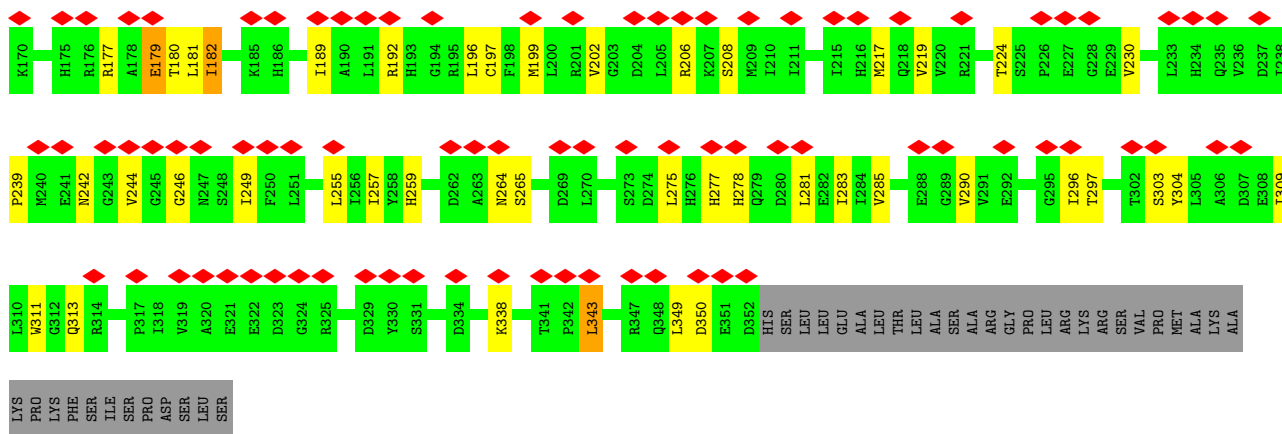 K170 H175 R176 R177 A178 E179 T180 L181 I182 K185 H186 I189 A190 L191 R192 H193 G194 R195 L196 C197 F198 M199 L200 R201 V202 G203 D204 L205 R206 K207 S208 M209 I210 I211 I215 H216 M217 Q218 V219 V220 R221 T224 S225 P226 E227 G228 E229 V230 L233 H234 Q235 V236 D237 I238
P239 M240 E241 N242 G243 V244 G245 G246 N247 S248 I249 F250 L251 L255 I256 I257 Y258 H259 D262 A263 N264 S265 D269 L270 S273 D274 L275 H276 H277 H278 Q279 D280 L281 E282 I283 I284 V285 E288 G289 V290 V291 E292 G295 I296 T297 T302 S303 Y304 L305 A306 D307 E308 I309
L310 W311 G312 Q313 R314 P317 I318 V319 A320 E321 E322 D323 G324 R325 D329 Y330 S331 D334 K338 T341 P342 L343 R347 Q348 L349 D350 E351 D352 HIS SER LEU LEU GLU ALA LEU THR LEU ALA SER ALA ARG GLY PRO LEU ARG LYS ARG SER VAL PRO MET ALA LYS ALA
LYS PRO LYS PHE SER ILE SER PRO ASP SER LEU SER